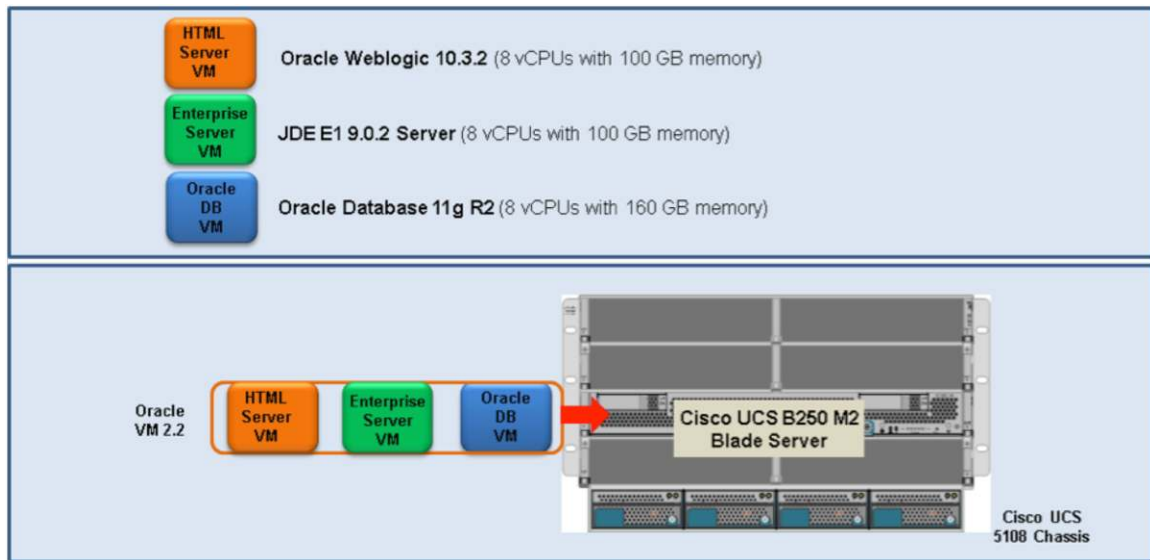 HTML
Server
VM
Oracle Weblogic 10.3.2 (8 vCPUs with 100 GB memory)
Enterprise
Server
VM
JDE E1 9.0.2 Server (8 vCPUs with 100 GB memory)
Oracle
DB
VM
Oracle Database 11g R2 (8 vCPUs with 160 GB memory)
Oracle
VM 2.2
HTML
Server
VM
Enterprise
Server
VM
Oracle
DB
VM
Cisco UCS B250 M2
Blade Server
Cisco UCS
5108 Chassis